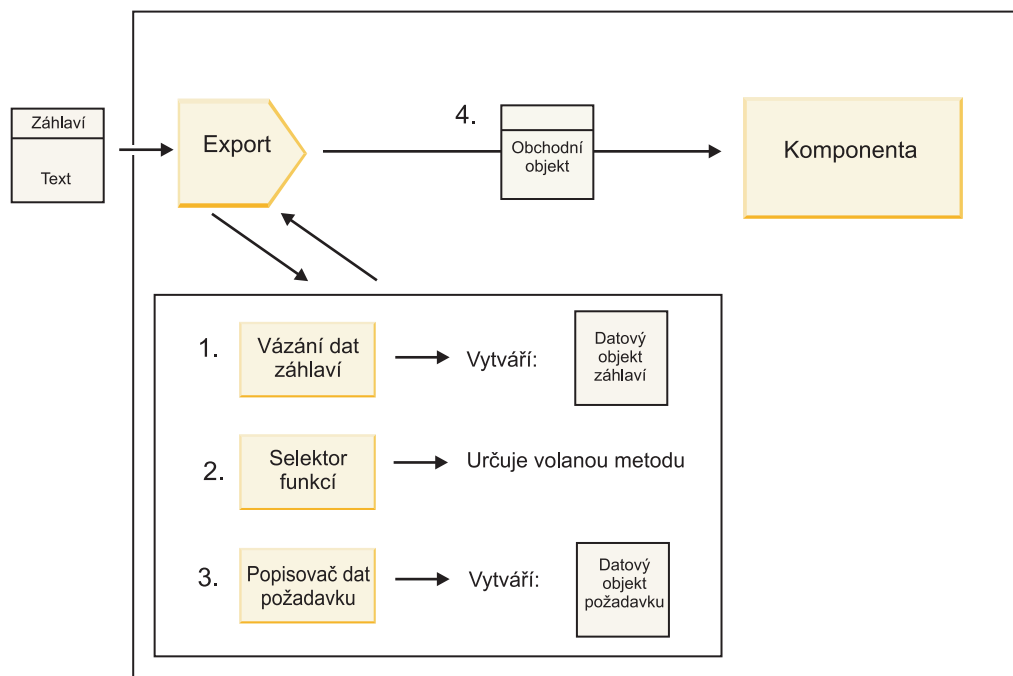 Záhlaví
Text
Export
4.
Obchodní
objekt
Komponenta
1.
Vázání dat
záhlaví
Vytváří:
Datový
objekt
záhlaví
2.
Selektor
funkcí
Určuje volanou metodu
3.
Popisovač dat
požadavku
Vytváří:
Datový
objekt
požadavku